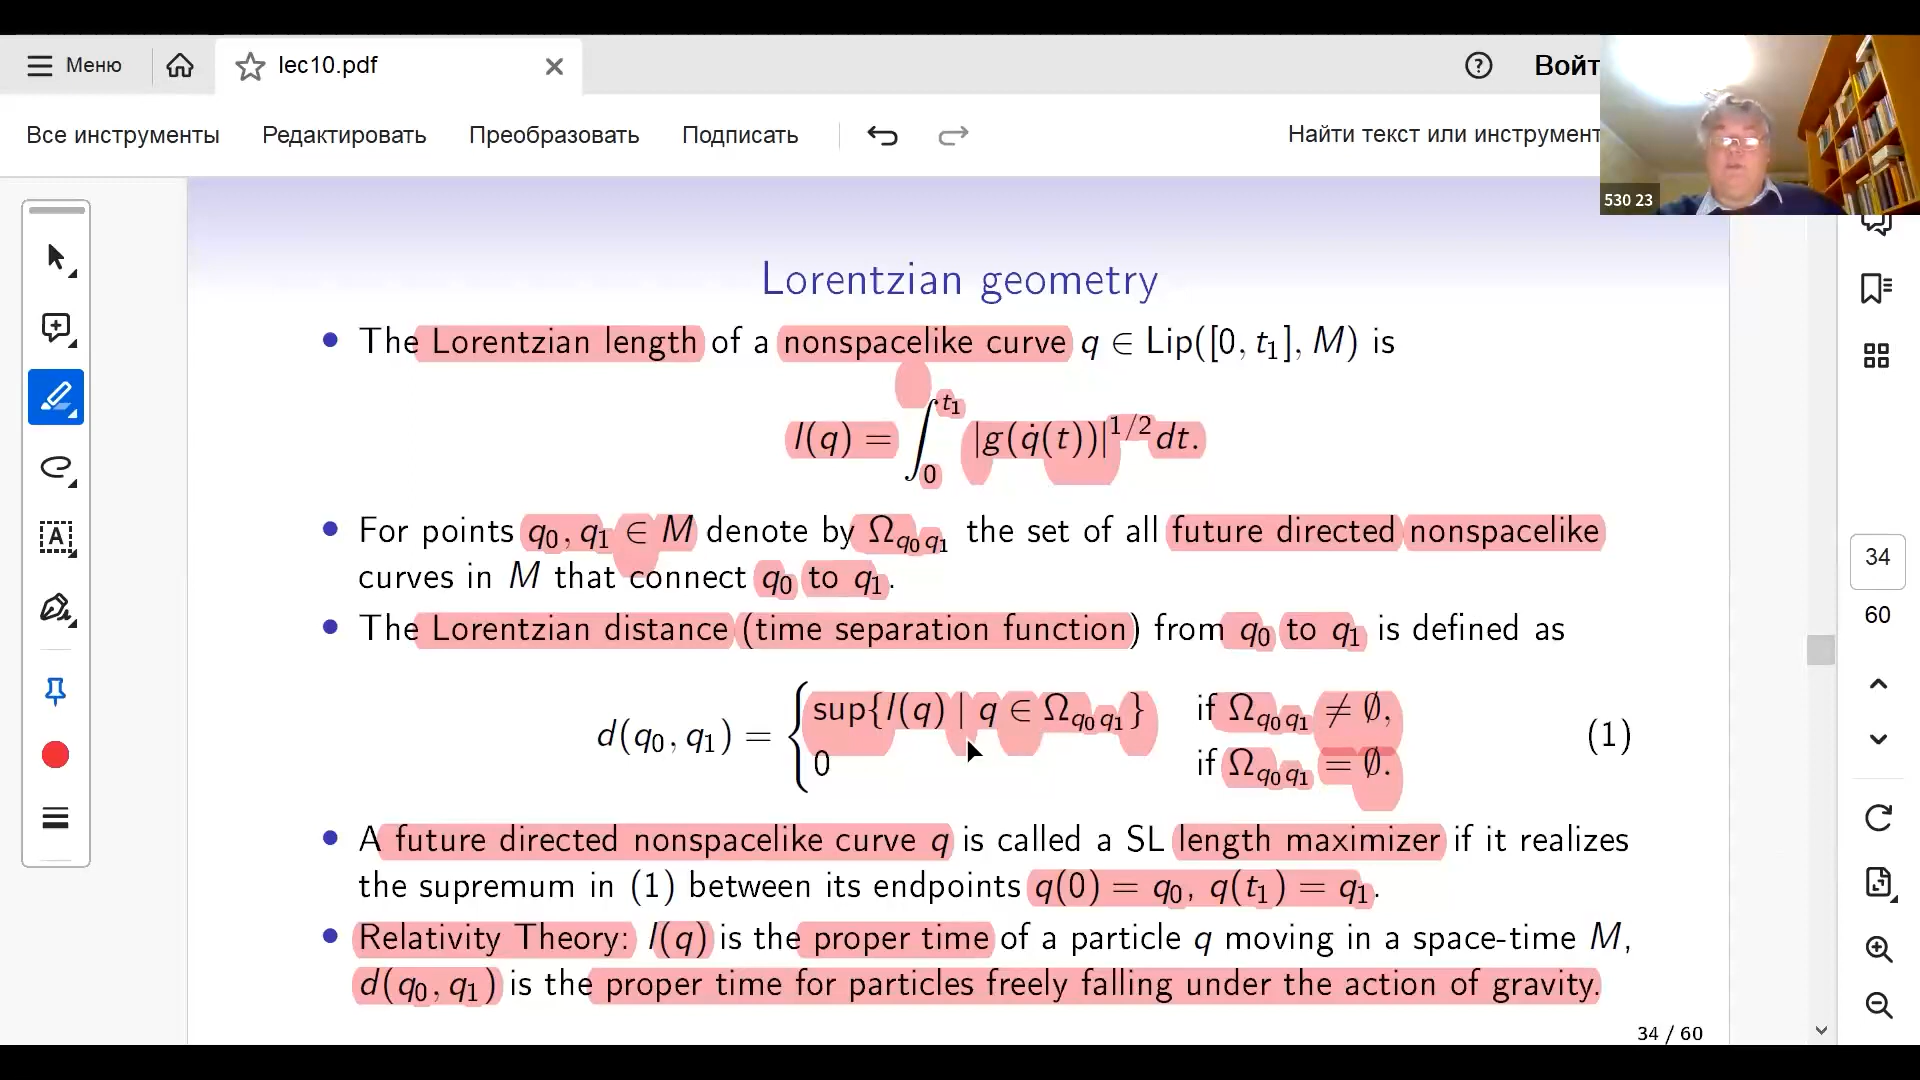 Меню
lec10.pdf
Войт
Все инструменты Редактировать Преобразовать Подписать
Найти текст или инструмент
530 23
Lorentzian geometry
• The Lorentzian length of a nonspacelike curve q ∈ Lip([0, t₁], M) is
l(q) = ∫₀^{t₁} |g(q̇(t))|^{1/2} dt.
• For points q₀, q₁ ∈ M denote by Ω_{q₀q₁} the set of all future directed nonspacelike
curves in M that connect q₀ to q₁.
• The Lorentzian distance (time separation function) from q₀ to q₁ is defined as
d(q₀, q₁) = { sup{l(q) | q ∈ Ω_{q₀q₁}} if Ω_{q₀q₁} ≠ ∅,
0 if Ω_{q₀q₁} = ∅. (1)
• A future directed nonspacelike curve q is called a SL length maximizer if it realizes
the supremum in (1) between its endpoints q(0) = q₀, q(t₁) = q₁.
• Relativity Theory: l(q) is the proper time of a particle q moving in a space-time M,
d(q₀, q₁) is the proper time for particles freely falling under the action of gravity.
34 / 60
34
60